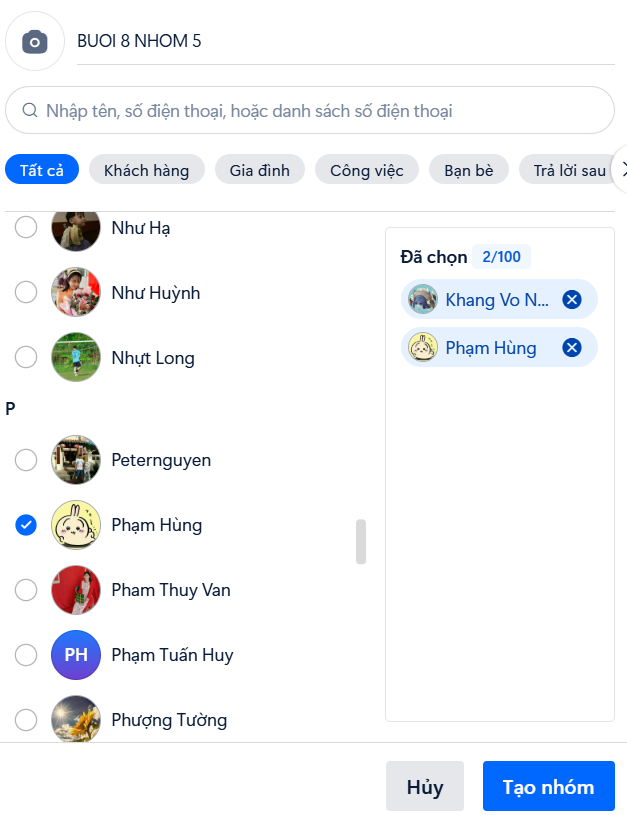 BUOI 8 NHOM 5
Nhập tên, số điện thoại, hoặc danh sách số điện thoại
Tất cả
Khách hàng
Gia đình
Công việc
Bạn bè
Trả lời sau
Như Hạ
Như Huỳnh
Nhựt Long
P
Peternguyen
Phạm Hùng
Pham Thuy Van
PH
Phạm Tuấn Huy
Phượng Tường
Đã chọn 2/100
Khang Vo N...
Phạm Hùng
Hủy
Tạo nhóm